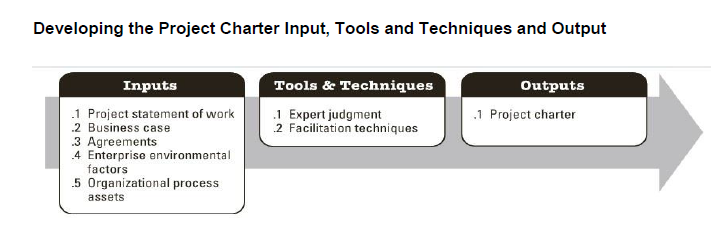 Developing the Project Charter Input, Tools and Techniques and Output
Inputs
.1 Project statement of work
.2 Business case
.3 Agreements
.4 Enterprise environmental
factors
.5 Organizational process
assets
Tools & Techniques
.1 Expert judgment
.2 Facilitation techniques
Outputs
.1 Project charter